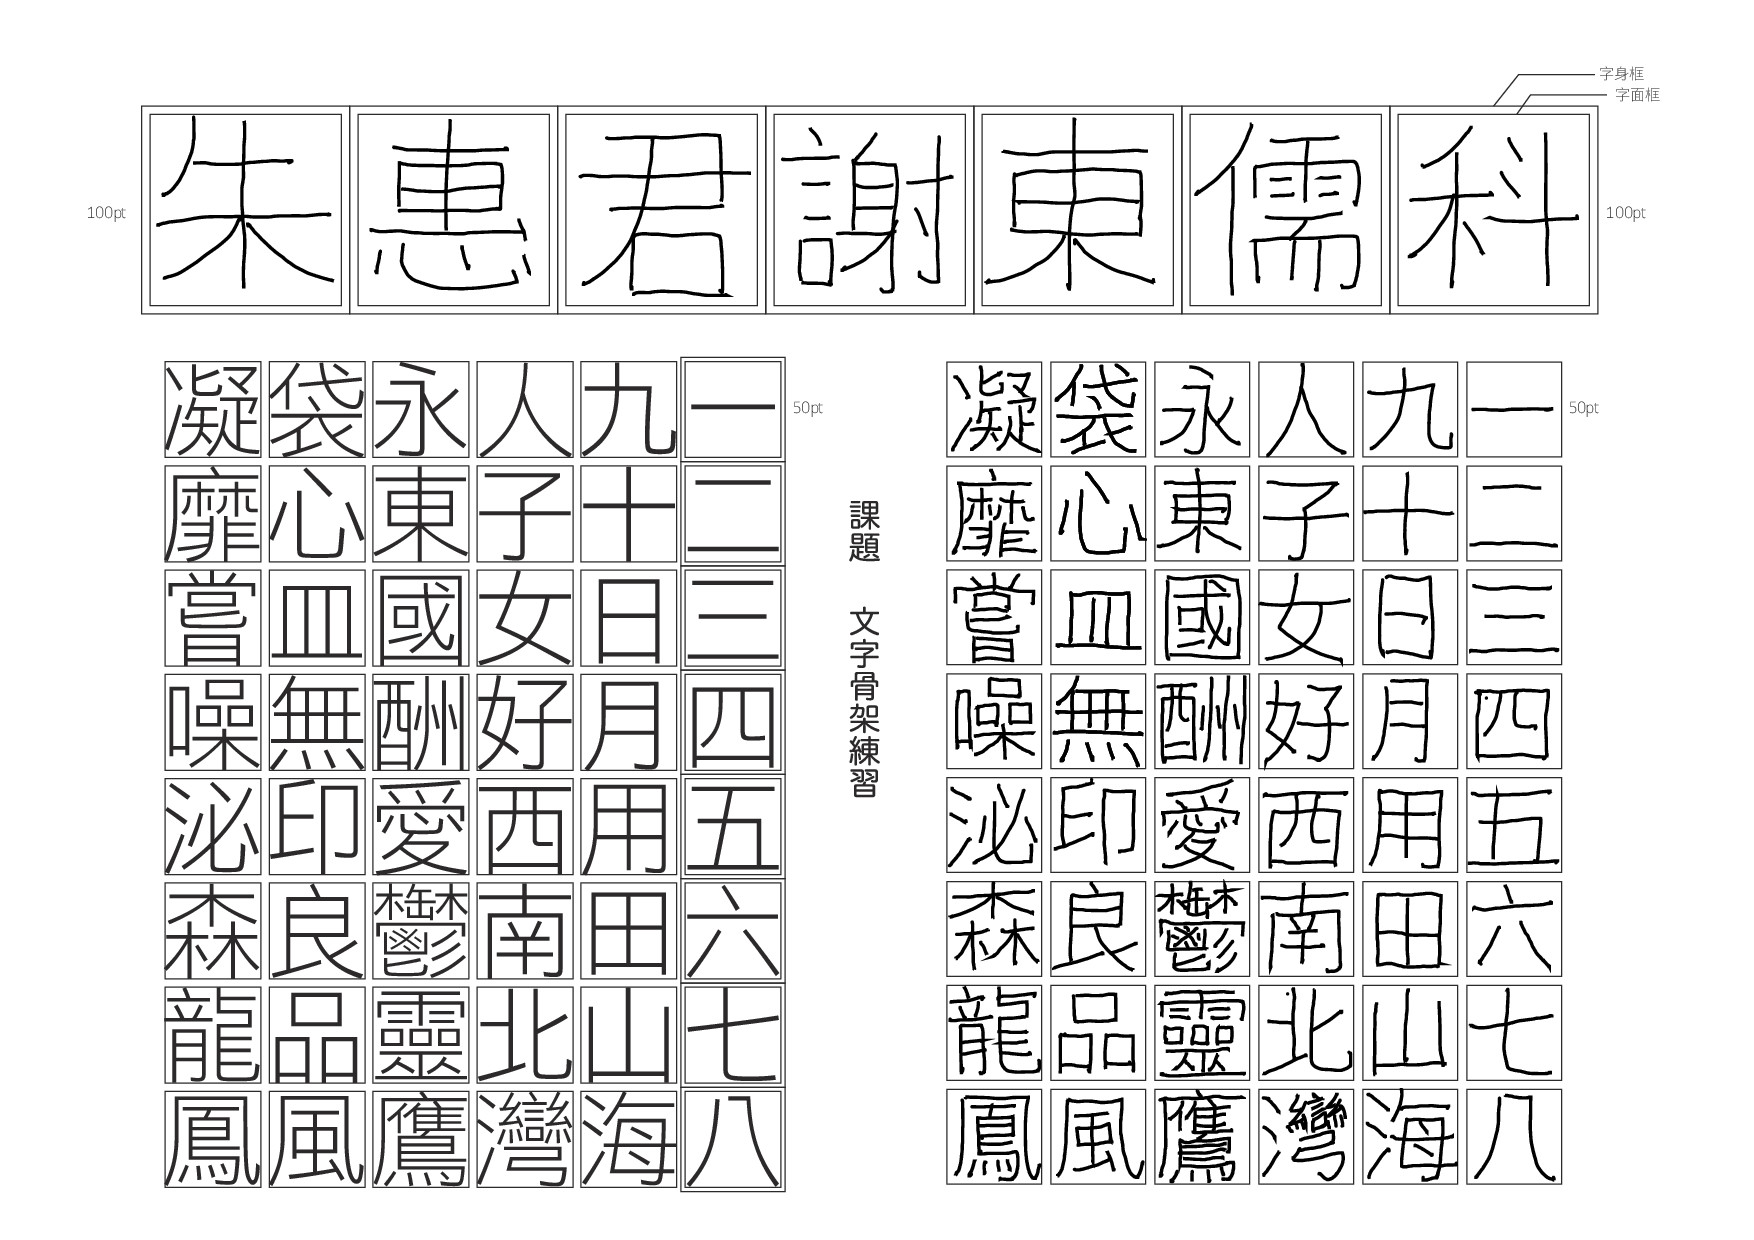 字身框
字面框
100pt
朱惠君謝東儒科
100pt
一二三四五六七八
九十日月用田山海
人子女好西南北灣
永東國酬愛鬱靈鷹
袋心皿無印良品風
凝靡嘗噪泌森龍鳳
50pt
課題 文字骨架練習
一二三四五六七八
九十日月用田山海
人子女好西南北灣
永東國酬愛鬱靈鷹
袋心皿無印良品風
凝靡嘗噪泌森龍鳳
50pt